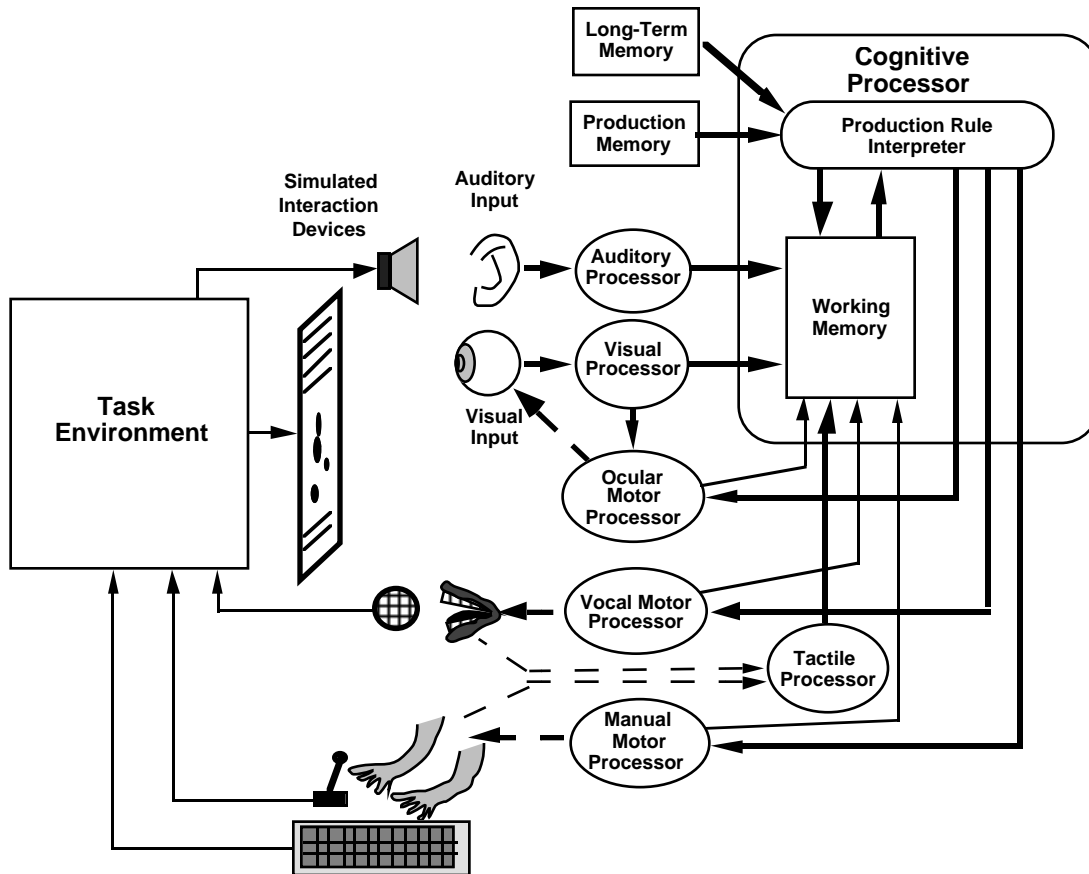 Long-Term
Memory
Cognitive
Processor
Production
Memory
Production Rule
Interpreter
Simulated
Interaction
Devices
Auditory
Input
Auditory
Processor
Working
Memory
Visual
Processor
Visual
Input
Task
Environment
Ocular
Motor
Processor
Vocal Motor
Processor
Tactile
Processor
Manual
Motor
Processor